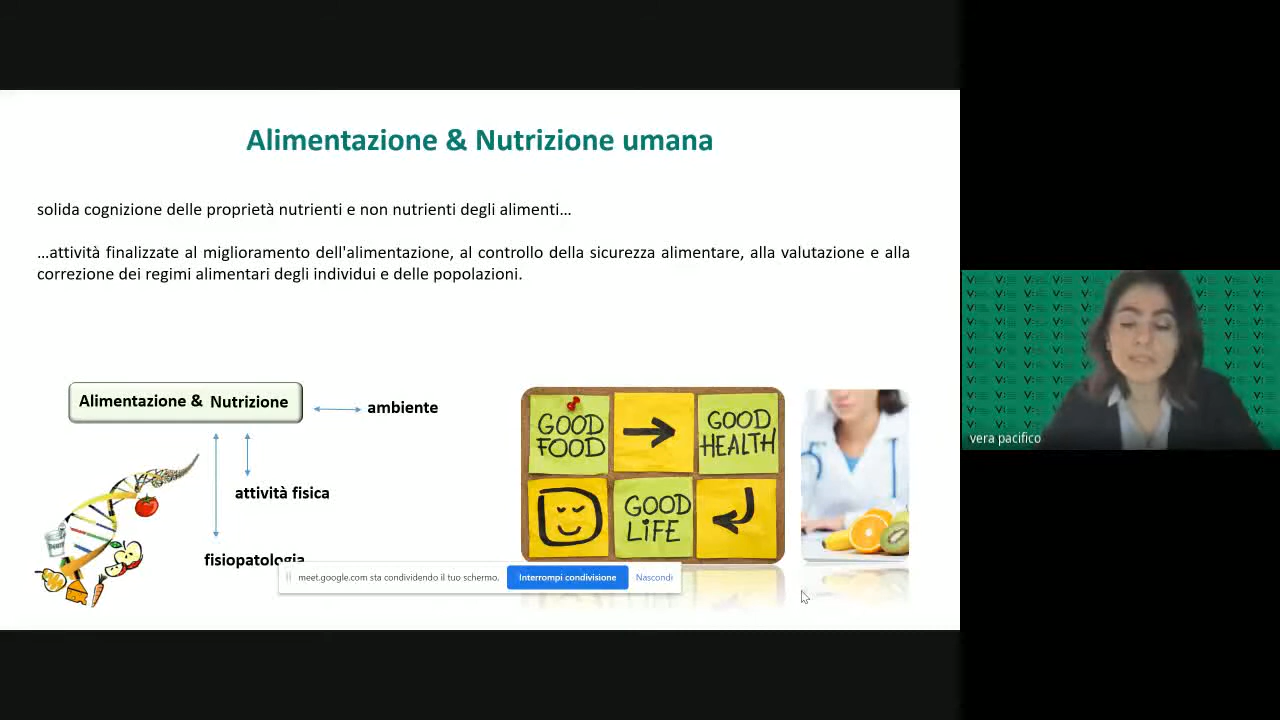 Alimentazione & Nutrizione umana
solida cognizione delle proprietà nutrienti e non nutrienti degli alimenti…
…attività finalizzate al miglioramento dell'alimentazione, al controllo della sicurezza alimentare, alla valutazione e alla
correzione dei regimi alimentari degli individui e delle popolazioni.
Alimentazione & Nutrizione
ambiente
attività fisica
fisiopatologia
GOOD
FOOD
GOOD
HEALTH
GOOD
LIFE
meet.google.com sta condividendo il tuo schermo.
Interrompi condivisione
Nascondi
vera pacifico